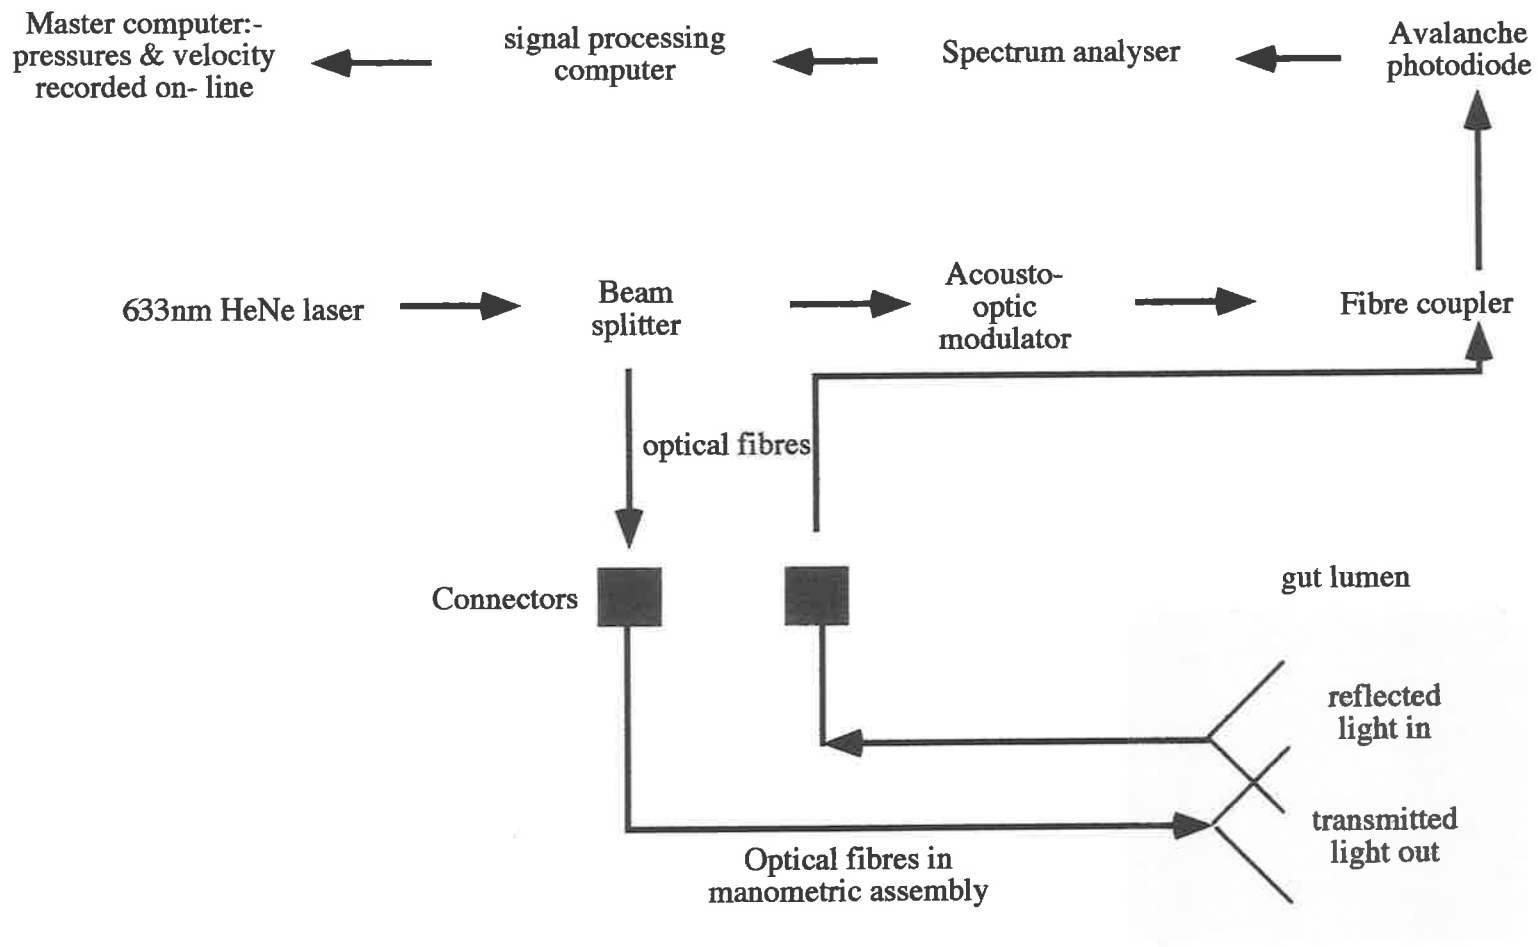 Master computer:-
pressures & velocity
recorded on- line
signal processing
computer
Spectrum analyser
Avalanche
photodiode
633nm HeNe laser
Beam
splitter
Acousto-
optic
modulator
Fibre coupler
optical fibres
Connectors
gut lumen
reflected
light in
transmitted
light out
Optical fibres in
manometric assembly